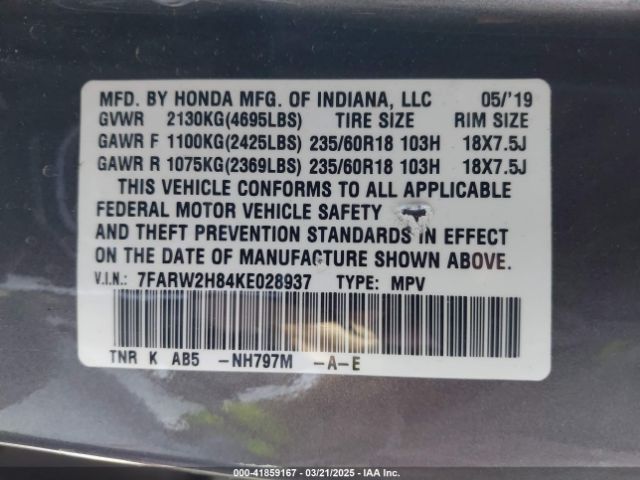 MFD. BY HONDA MFG. OF INDIANA, LLC 05/'19
GVWR 2130KG(4695LBS) TIRE SIZE RIM SIZE
GAWR F 1100KG(2425LBS) 235/60R18 103H 18X7.5J
GAWR R 1075KG(2369LBS) 235/60R18 103H 18X7.5J
THIS VEHICLE CONFORMS TO ALL APPLICABLE
FEDERAL MOTOR VEHICLE SAFETY
AND THEFT PREVENTION STANDARDS IN EFFECT
ON THE DATE OF MANUFACTURE SHOWN ABOVE.
V.I.N.: 7FARW2H84KE028937 TYPE: MPV
TNR K AB5 -NH797M -A-E
000-41859167 - 03/21/2025 - IAAI.COM